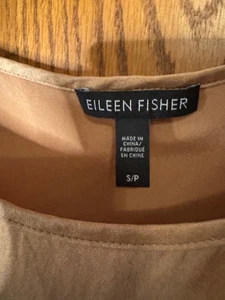 EILEEN FISHER
MADE IN
CHINA/
FABRIQUÉ
EN CHINE
S/P